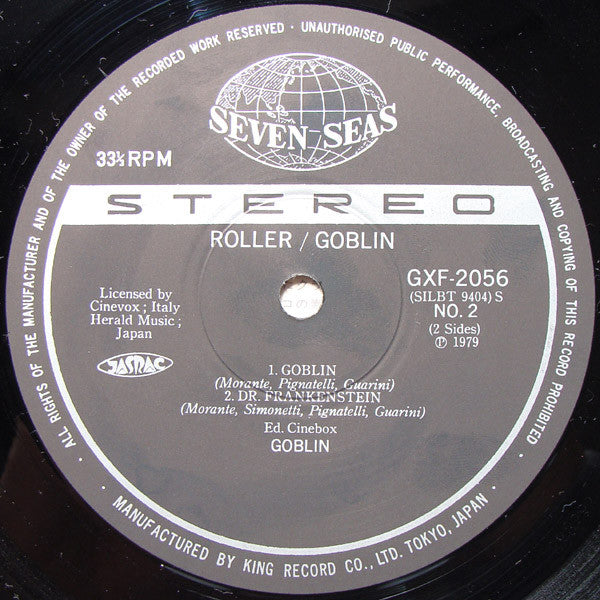 ALL RIGHTS OF THE MANUFACTURER AND OF THE OWNER OF THE RECORDED WORK RESERVED · UNAUTHORISED PUBLIC PERFORMANCE, BROADCASTING AND COPYING OF THIS RECORD PROHIBITED ·
SEVEN SEAS
33⅓ RPM
STEREO
ROLLER / GOBLIN
Licensed by
Cinevox ; Italy
Herald Music ;
Japan
JASRAC
GXF-2056
(SILBT 9404) S
NO. 2
(2 Sides)
Ⓟ 1979
1. GOBLIN
(Morante, Pignatelli, Guarini)
2. DR. FRANKENSTEIN
(Morante, Simonetti, Pignatelli, Guarini)
Ed. Cinebox
GOBLIN
MANUFACTURED BY KING RECORD CO., LTD. TOKYO, JAPAN